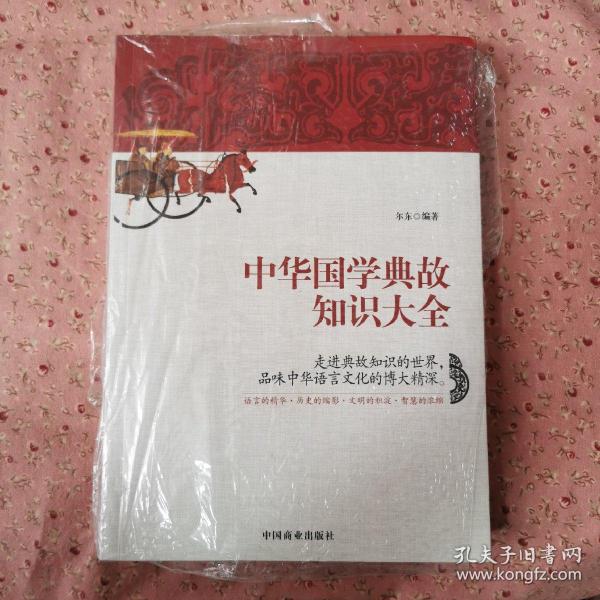 尔东◎编著
中华国学典故
知识大全
走进典故知识的世界，
品味中华语言文化的博大精深。
语言的精华·历史的缩影·文明的积淀·智慧的浓缩
中国商业出版社
孔夫子旧书网
www.kongfz.com